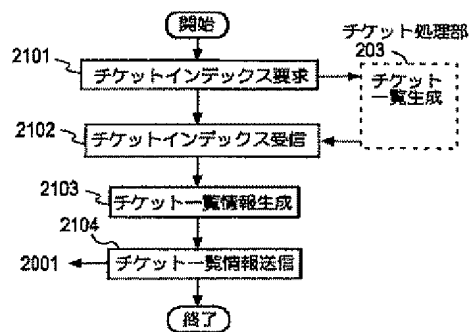 開始
チケット処理部
203
2101
チケットインデックス要求
チケット
一覧生成
2102
チケットインデックス受信
2103
チケット一覧情報生成
2104
2001
チケット一覧情報送信
終了